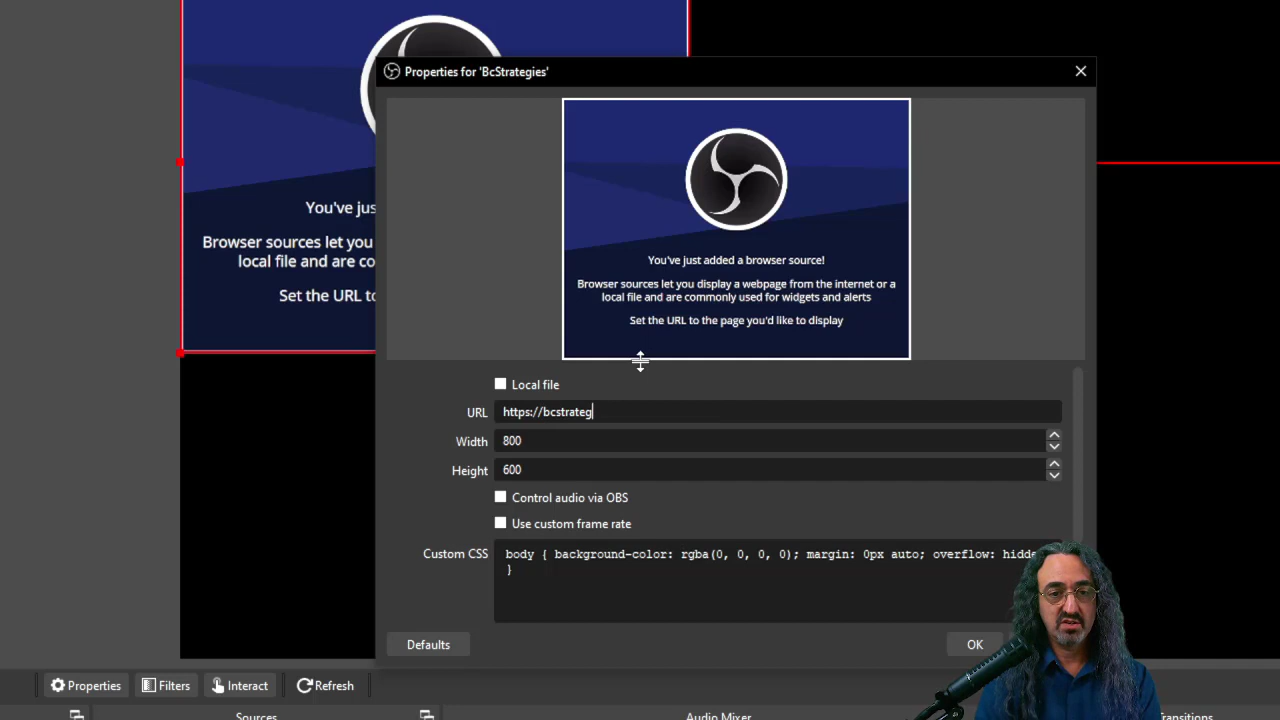 Properties for 'BcStrategies'
You've just added a browser source!
Browser sources let you display a webpage from the internet or a
local file and are commonly used for widgets and alerts
Set the URL to the page you'd like to display
You've jus
Browser sources let you
local file and are co
Set the URL to
Local file
URL https://bcstrateg
Width 800
Height 600
Control audio via OBS
Use custom frame rate
Custom CSS body { background-color: rgba(0, 0, 0, 0); margin: 0px auto; overflow: hidde
}
Defaults OK
Properties Filters Interact Refresh
Sources Audio Mixer Transitions